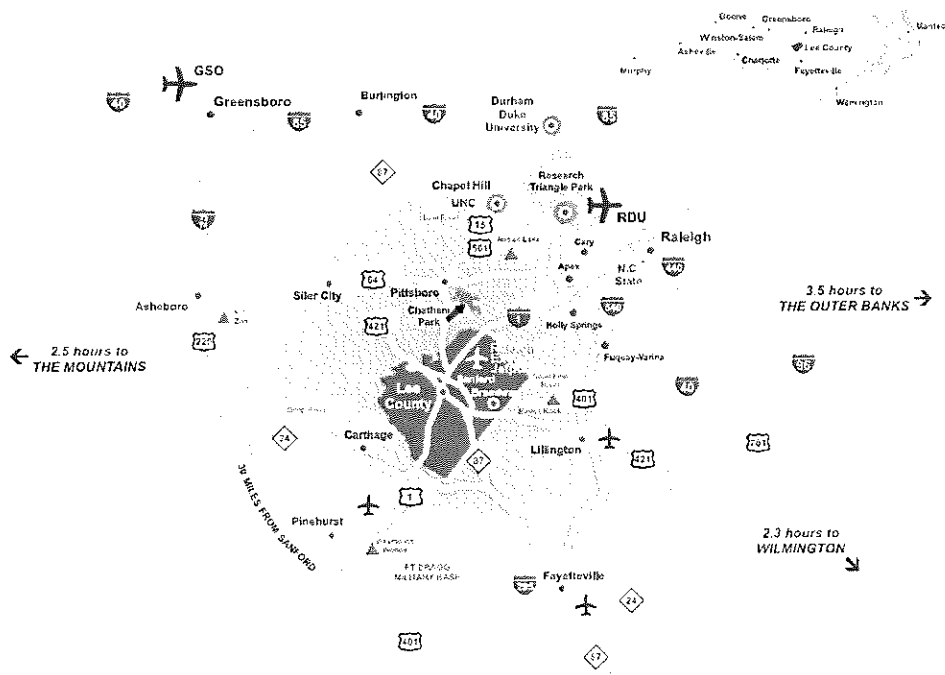 Boone
Greensboro
Winston-Salem
Raleigh
Manteo
Asheville
Lee County
Charlotte
Fayetteville
Murphy
Wilmington
GSO
Greensboro
40
85
Burlington
40
Durham
Duke
University
85
87
Chapel Hill
UNC
Research
Triangle Park
RDU
15
501
Cary
Raleigh
N.C
State
Apex
64
Siler City
Pittsboro
Chatham
Park
421
Asheboro
Zoo
Holly Springs
Fuquay-Varina
3.5 hours to
THE OUTER BANKS
2.5 hours to
THE MOUNTAINS
95
Lee
County
401
24
Carthage
87
Lillington
421
1
30 MILES FROM SANFORD
Pinehurst
2.3 hours to
WILMINGTON
FT BRAGG
MILITARY BASE
Fayetteville
24
401
87